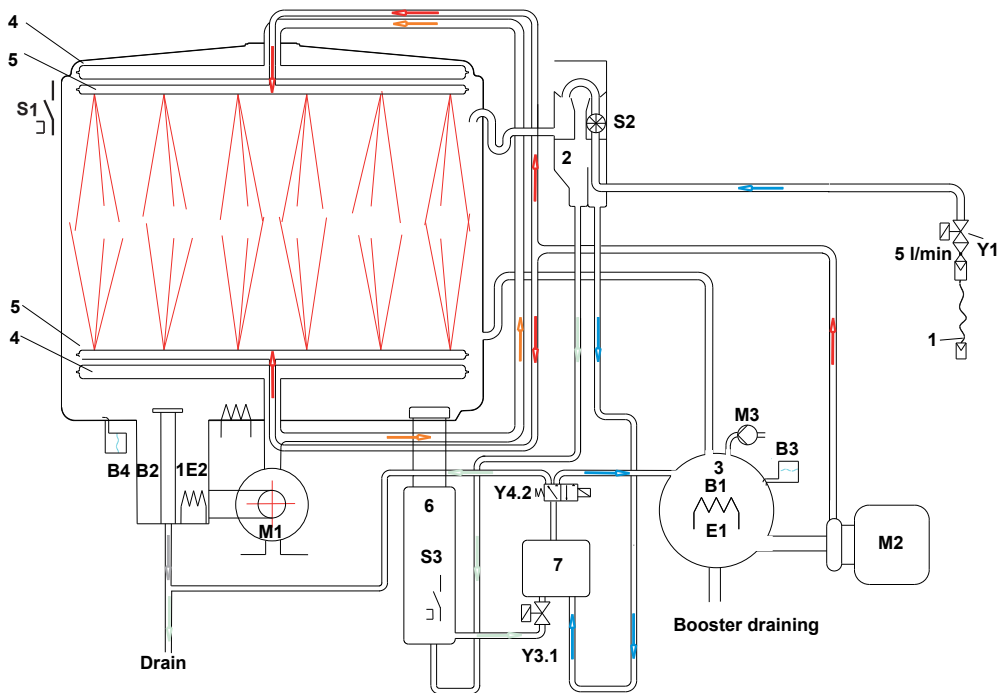 4
5
S1
S2
2
Y1
5 l/min
1
5
4
M3
B3
3
B4
B2
1E2
B1
Y4.2
6
E1
M1
M2
S3
7
Booster draining
Y3.1
Drain